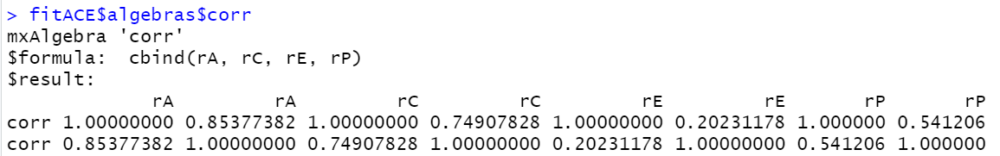 > fitACE$algebras$corr
mxAlgebra 'corr'
$formula:  cbind(rA, rC, rE, rP)
$result:
             rA         rA         rC         rC         rE         rE       rP       rP
corr 1.00000000 0.85377382 1.00000000 0.74907828 1.00000000 0.20231178 1.000000 0.541206
corr 0.85377382 1.00000000 0.74907828 1.00000000 0.20231178 1.00000000 0.541206 1.000000